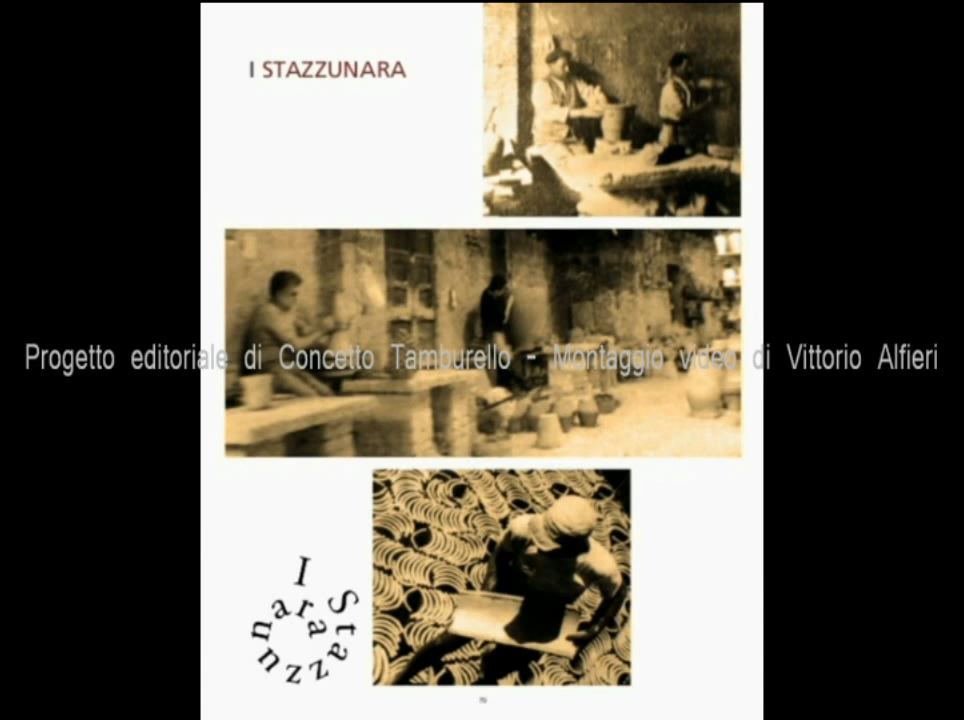 I STAZZUNARA
Progetto editoriale di Concetto Tamburello - Montaggio video di Vittorio Alfieri
I Stazzunara